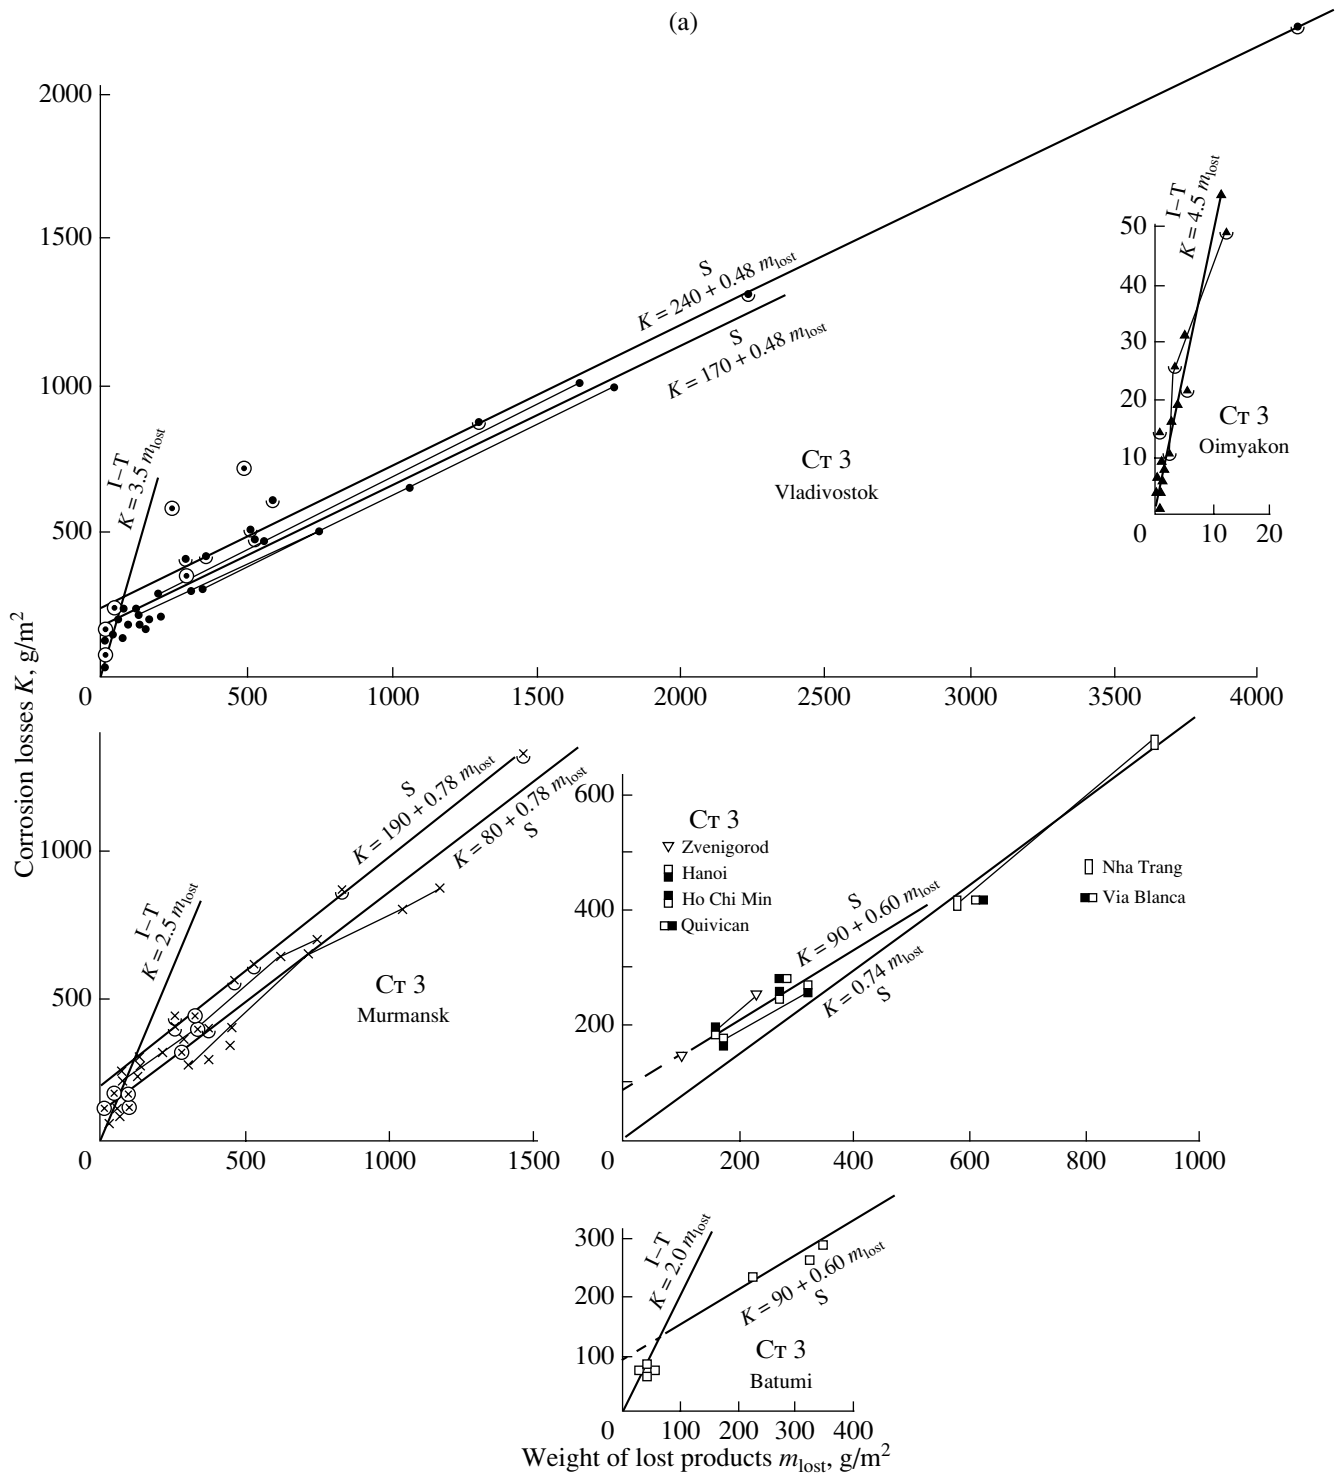 (a)
2000
1500
1000
500
0
500
1000
1500
2000
2500
3000
3500
4000
I–T
K = 3.5 m_lost
S
K = 240 + 0.48 m_lost
S
K = 170 + 0.48 m_lost
Ст 3
Vladivostok
50
40
30
20
10
0
10
20
I–T
K = 4.5 m_lost
Ст 3
Oimyakon
Corrosion losses K, g/m²
1000
500
0
500
1000
1500
I–T
K = 2.5 m_lost
S
K = 190 + 0.78 m_lost
K = 80 + 0.78 m_lost
S
Ст 3
Murmansk
600
400
200
0
200
400
600
800
1000
Ст 3
Zvenigorod
Hanoi
Ho Chi Min
Quivican
Nha Trang
Via Blanca
S
K = 90 + 0.60 m_lost
K = 0.74 m_lost
S
300
200
100
0
100
200
300
400
I–T
K = 2.0 m_lost
K = 90 + 0.60 m_lost
S
Ст 3
Batumi
Weight of lost products m_lost, g/m²